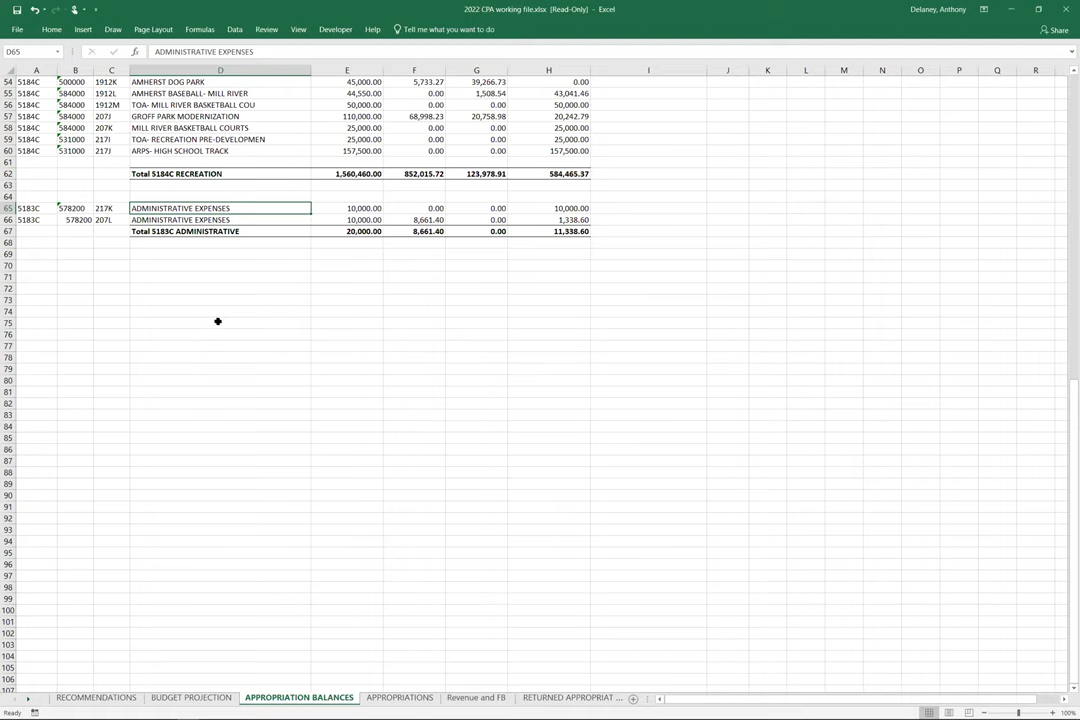 2022 CPA working file.xlsx [Read-Only] - Excel
Delaney, Anthony
File Home Insert Draw Page Layout Formulas Data Review View Developer Help Tell me what you want to do Share
D65 fx ADMINISTRATIVE EXPENSES
A B C D E F G H I J K L M N O P Q R
54 5184C 500000 1912K AMHERST DOG PARK 45,000.00 5,733.27 39,266.73 0.00
55 5184C 584000 1912L AMHERST BASEBALL- MILL RIVER 44,550.00 0.00 1,508.54 43,041.46
56 5184C 584000 1912M TOA- MILL RIVER BASKETBALL COU 50,000.00 0.00 0.00 50,000.00
57 5184C 584000 207J GROFF PARK MODERNIZATION 110,000.00 68,998.23 20,758.98 20,242.79
58 5184C 584000 207K MILL RIVER BASKETBALL COURTS 25,000.00 0.00 0.00 25,000.00
59 5184C 531000 217I TOA- RECREATION PRE-DEVELOPMEN 25,000.00 0.00 0.00 25,000.00
60 5184C 531000 217J ARPS- HIGH SCHOOL TRACK 157,500.00 0.00 0.00 157,500.00
61
62 Total 5184C RECREATION 1,560,460.00 852,015.72 123,978.91 584,465.37
63
64
65 5183C 578200 217K ADMINISTRATIVE EXPENSES 10,000.00 0.00 0.00 10,000.00
66 5183C 578200 207L ADMINISTRATIVE EXPENSES 10,000.00 8,661.40 0.00 1,338.60
67 Total 5183C ADMINISTRATIVE 20,000.00 8,661.40 0.00 11,338.60
68
69
70
71
72
73
74
75
76
77
78
79
80
81
82
83
84
85
86
87
88
89
90
91
92
93
94
95
96
97
98
99
100
101
102
103
104
105
106
107
RECOMMENDATIONS BUDGET PROJECTION APPROPRIATION BALANCES APPROPRIATIONS Revenue and FB RETURNED APPROPRIAT ...
Ready 100%